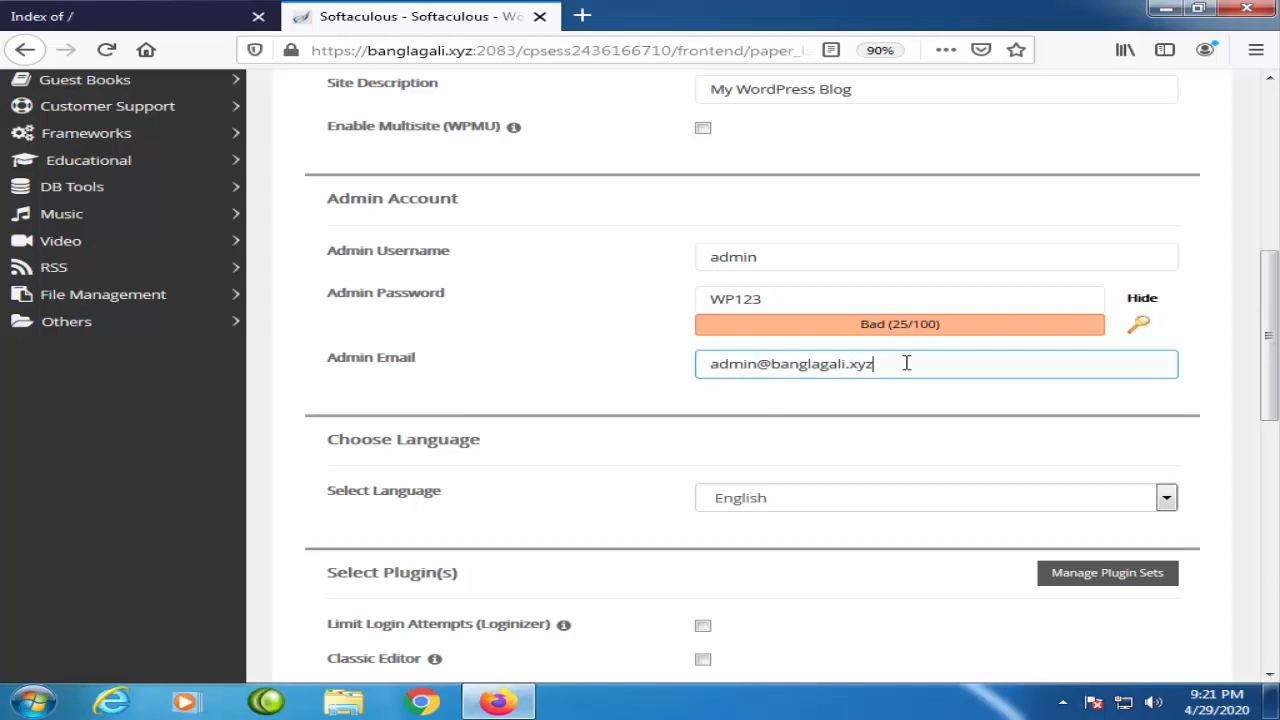 Index of /
Softaculous - Softaculous - Wo
https://banglagali.xyz:2083/cpsess2436166710/frontend/paper_la
90%
Guest Books
Customer Support
Frameworks
Educational
DB Tools
Music
Video
RSS
File Management
Others
Site Description
My WordPress Blog
Enable Multisite (WPMU)
Admin Account
Admin Username
admin
Admin Password
WP123
Hide
Bad (25/100)
Admin Email
admin@banglagali.xyz
Choose Language
Select Language
English
Select Plugin(s)
Manage Plugin Sets
Limit Login Attempts (Loginizer)
Classic Editor
9:21 PM
4/29/2020